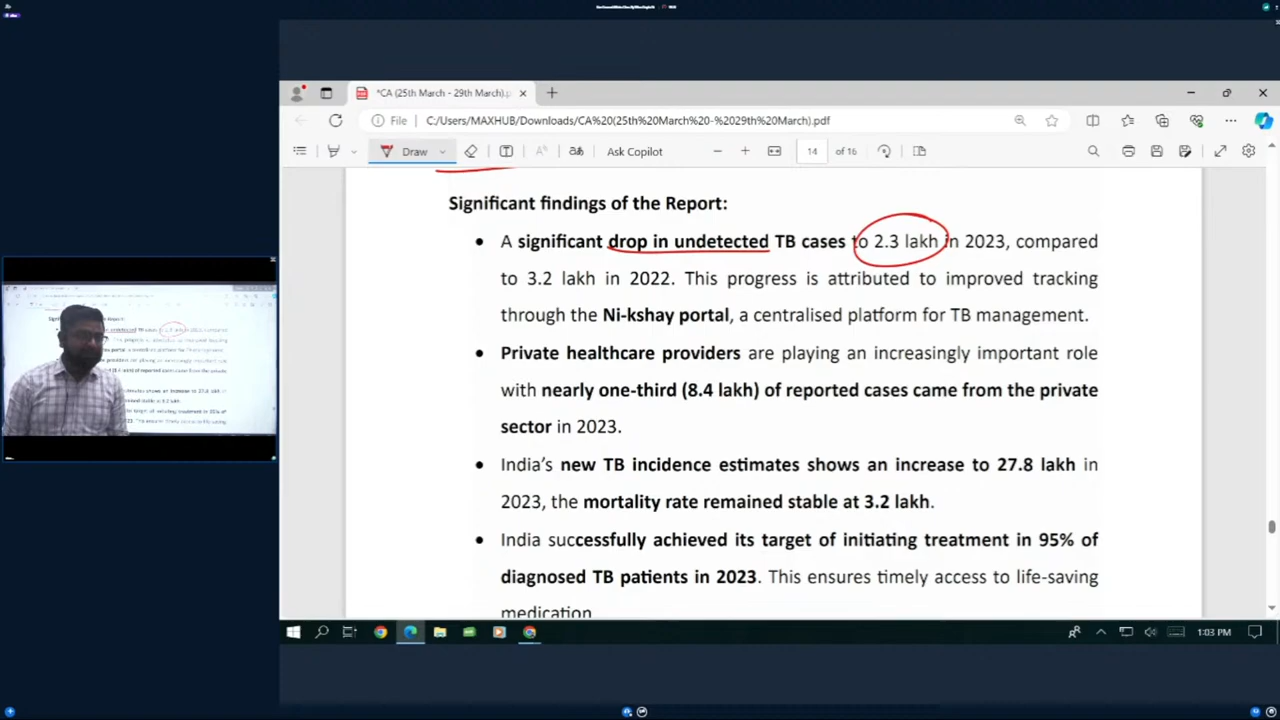 *CA (25th March - 29th March).p
File
C:/Users/MAXHUB/Downloads/CA%20(25th%20March%20-%2029th%20March).pdf
Draw
Ask Copilot
14 of 16
Significant findings of the Report:
• A significant drop in undetected TB cases to 2.3 lakh in 2023, compared
to 3.2 lakh in 2022. This progress is attributed to improved tracking
through the Ni-kshay portal, a centralised platform for TB management.
• Private healthcare providers are playing an increasingly important role
with nearly one-third (8.4 lakh) of reported cases came from the private
sector in 2023.
• India's new TB incidence estimates shows an increase to 27.8 lakh in
2023, the mortality rate remained stable at 3.2 lakh.
• India successfully achieved its target of initiating treatment in 95% of
diagnosed TB patients in 2023. This ensures timely access to life-saving
medication.
1:03 PM